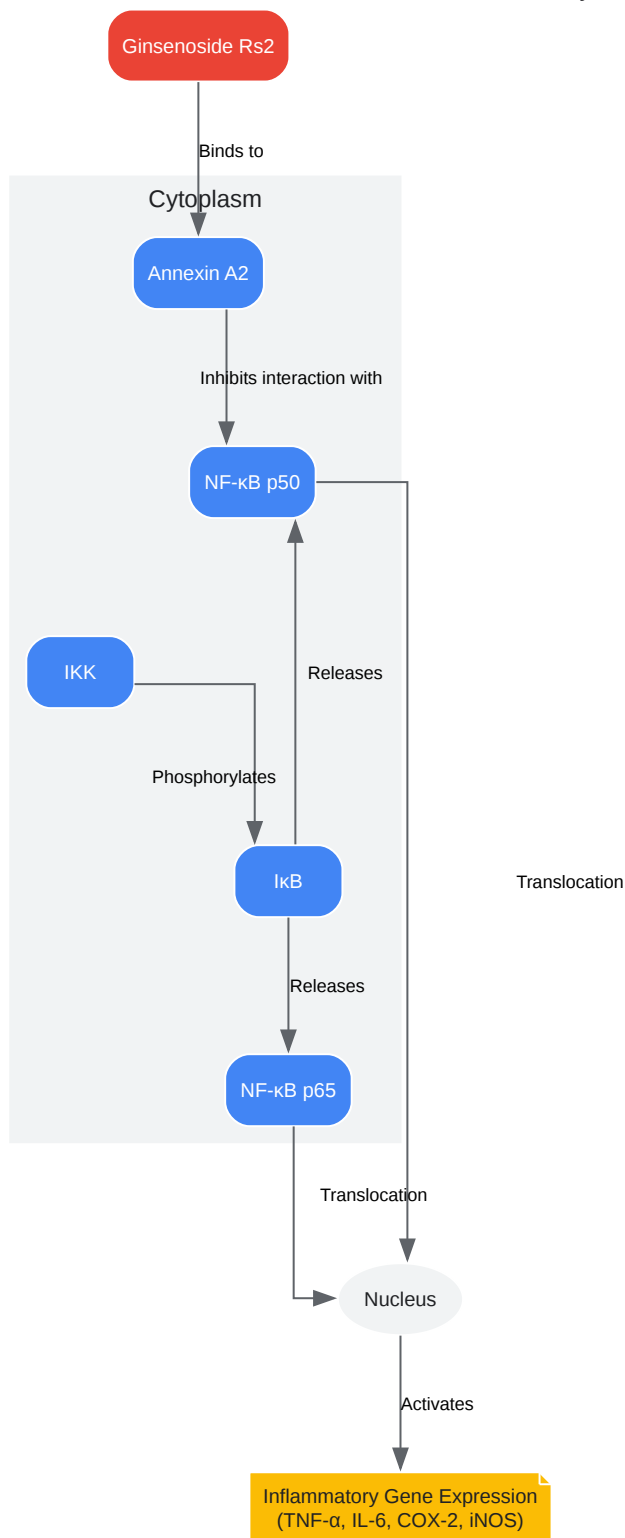 Ginsenoside Rs2
Binds to
Cytoplasm
Annexin A2
Inhibits interaction with
NF-κB p50
IKK
Releases
Phosphorylates
IκB
Translocation
Releases
NF-κB p65
Translocation
Nucleus
Activates
Inflammatory Gene Expression
(TNF-α, IL-6, COX-2, iNOS)